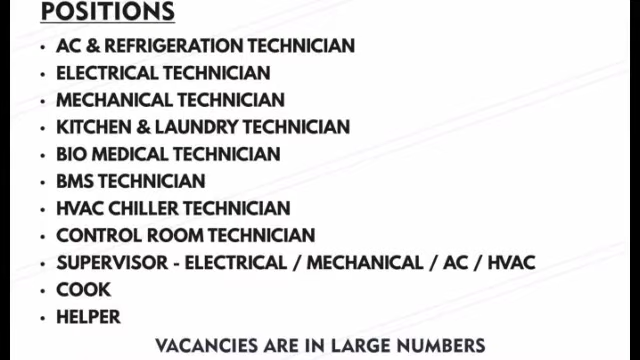 POSITIONS
• AC & REFRIGERATION TECHNICIAN
• ELECTRICAL TECHNICIAN
• MECHANICAL TECHNICIAN
• KITCHEN & LAUNDRY TECHNICIAN
• BIO MEDICAL TECHNICIAN
• BMS TECHNICIAN
• HVAC CHILLER TECHNICIAN
• CONTROL ROOM TECHNICIAN
• SUPERVISOR - ELECTRICAL / MECHANICAL / AC / HVAC
• COOK
• HELPER
VACANCIES ARE IN LARGE NUMBERS